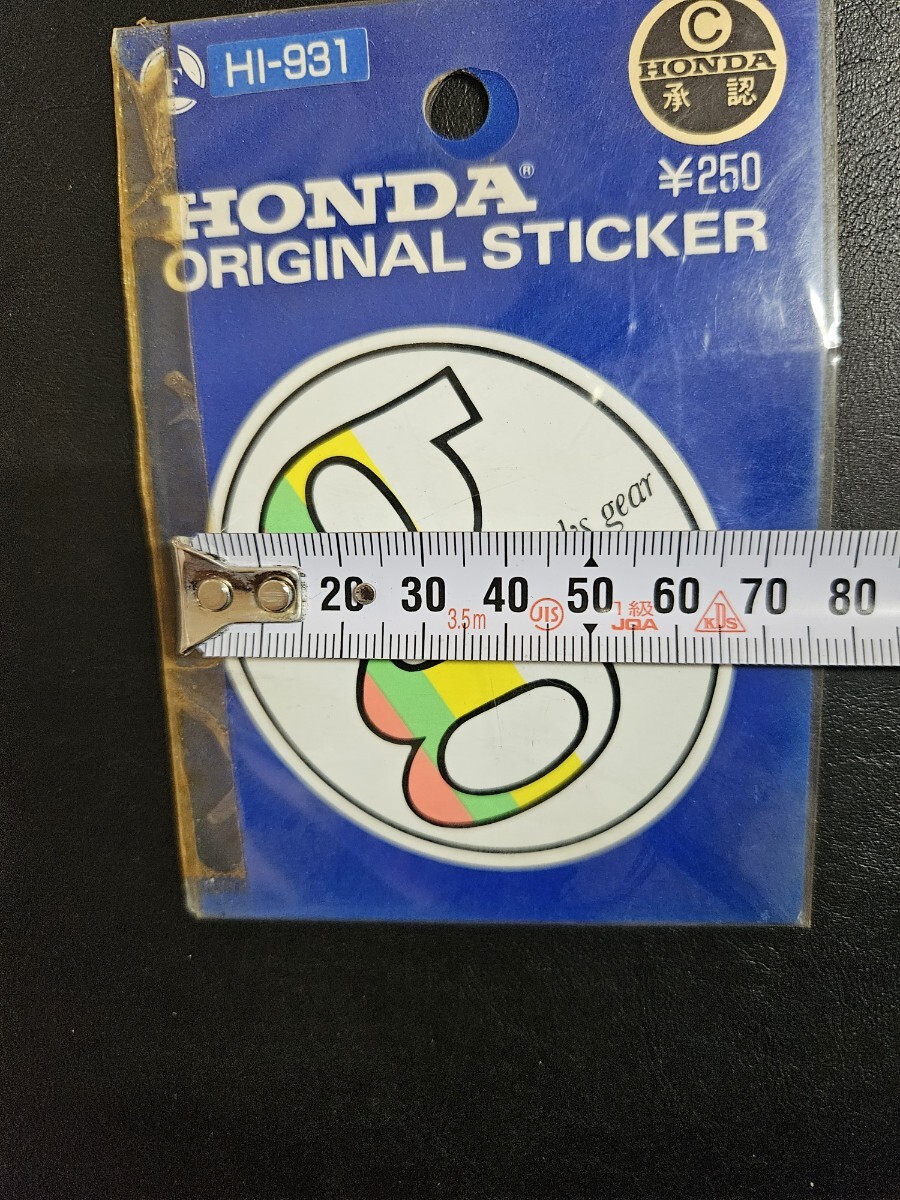 HI-931
C
HONDA
承認
¥250
HONDA®
ORIGINAL STICKER
gear
20 30 40 50 60 70 80
3.5m JIS 1級 JQA KDS